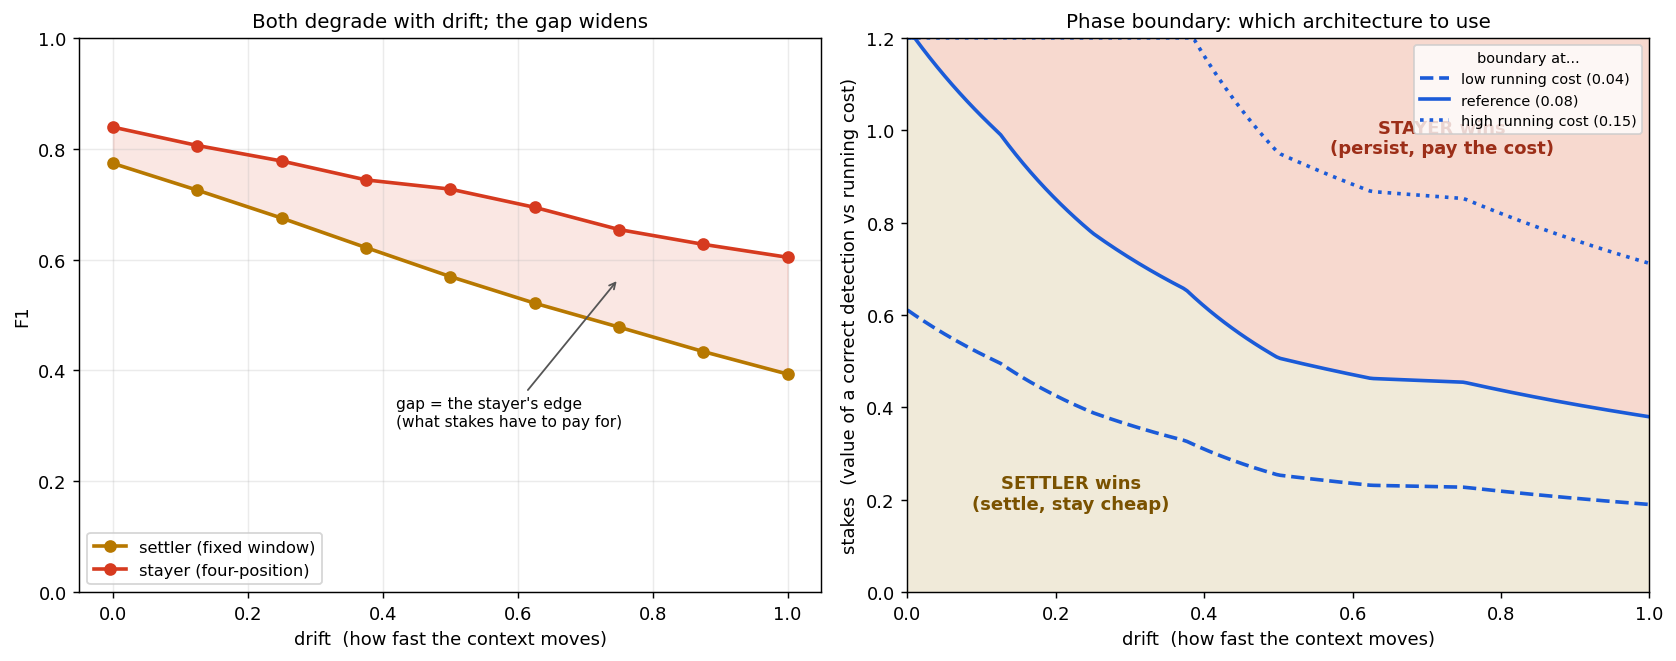 Both degrade with drift; the gap widens
F1
1.0
0.8
0.6
0.4
0.2
0.0
gap = the stayer's edge
(what stakes have to pay for)
settler (fixed window)
stayer (four-position)
0.0 0.2 0.4 0.6 0.8 1.0
drift (how fast the context moves)
Phase boundary: which architecture to use
stakes (value of a correct detection vs running cost)
1.2
1.0
0.8
0.6
0.4
0.2
0.0
boundary at...
low running cost (0.04)
reference (0.08)
high running cost (0.15)
STAYER wins
(persist, pay the cost)
SETTLER wins
(settle, stay cheap)
0.0 0.2 0.4 0.6 0.8 1.0
drift (how fast the context moves)